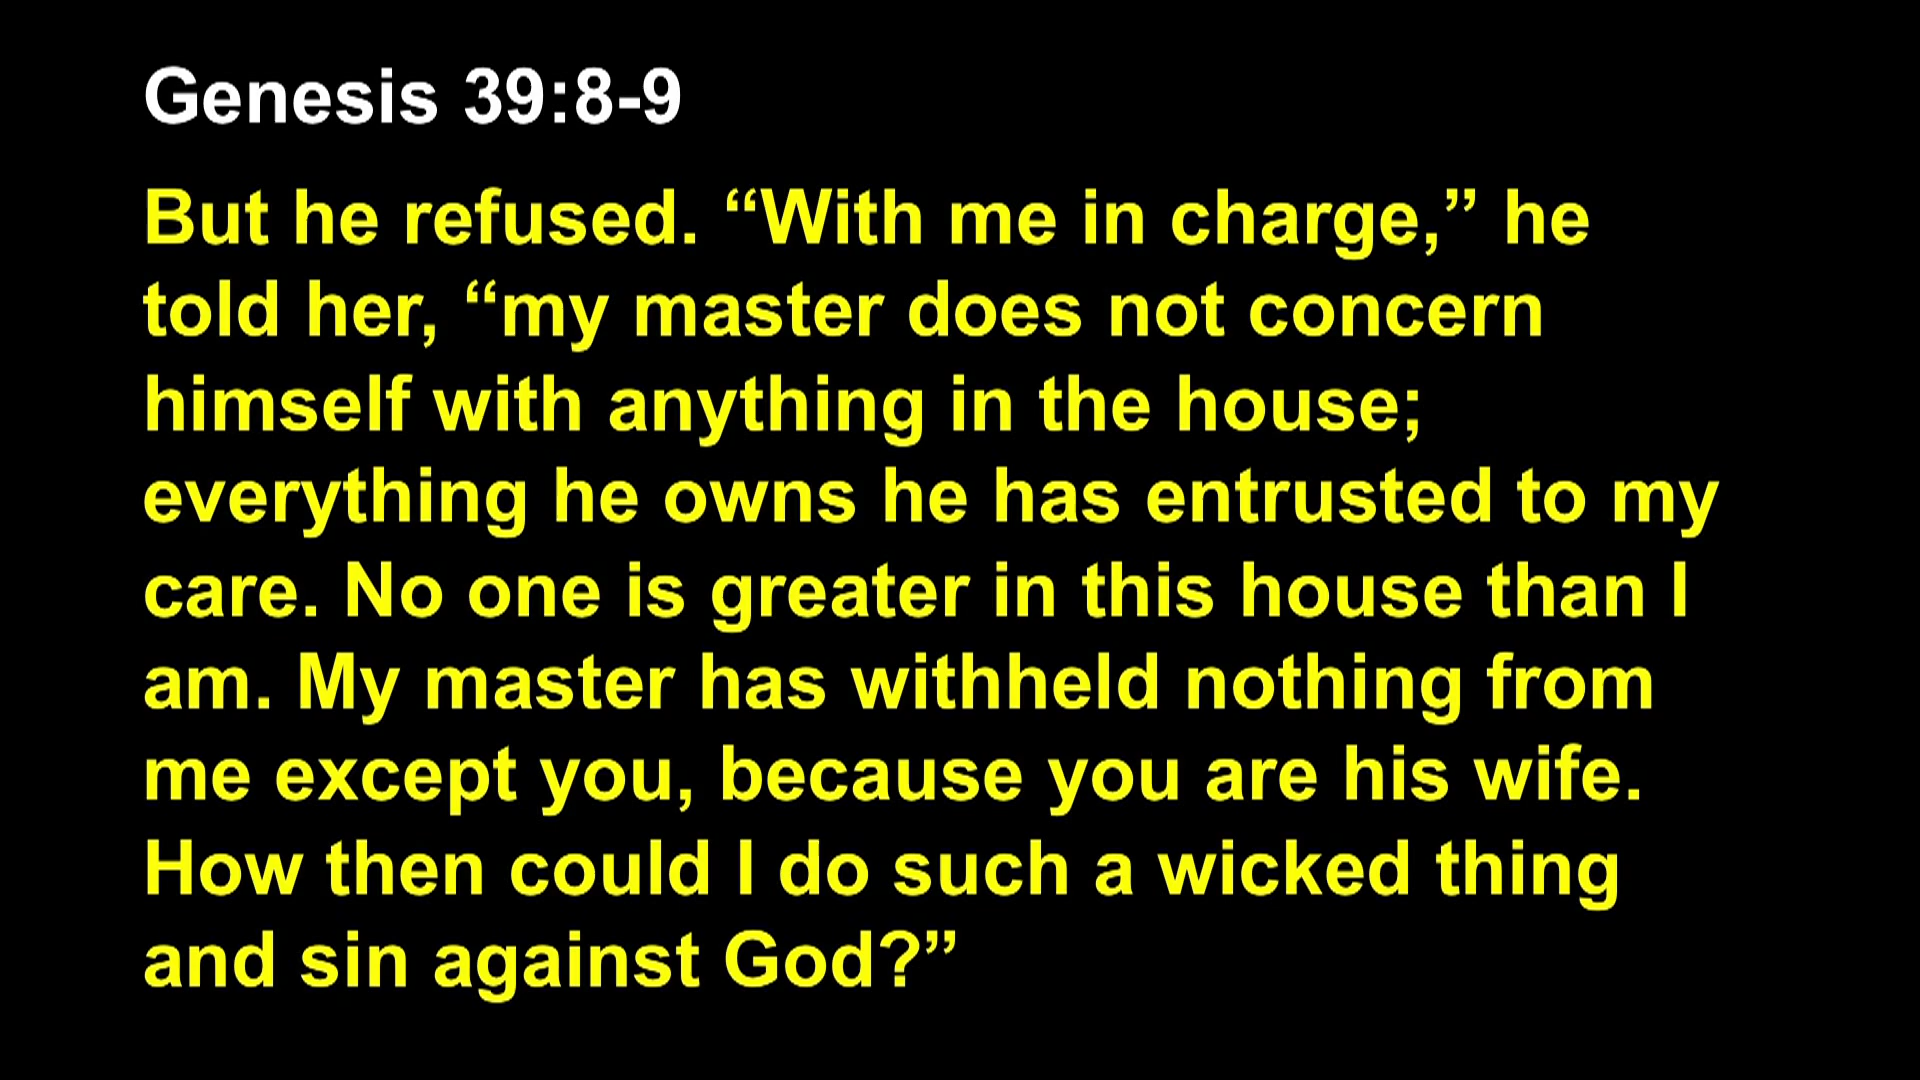 Genesis 39:8-9
But he refused. “With me in charge,” he
told her, “my master does not concern
himself with anything in the house;
everything he owns he has entrusted to my
care. No one is greater in this house than I
am. My master has withheld nothing from
me except you, because you are his wife.
How then could I do such a wicked thing
and sin against God?”